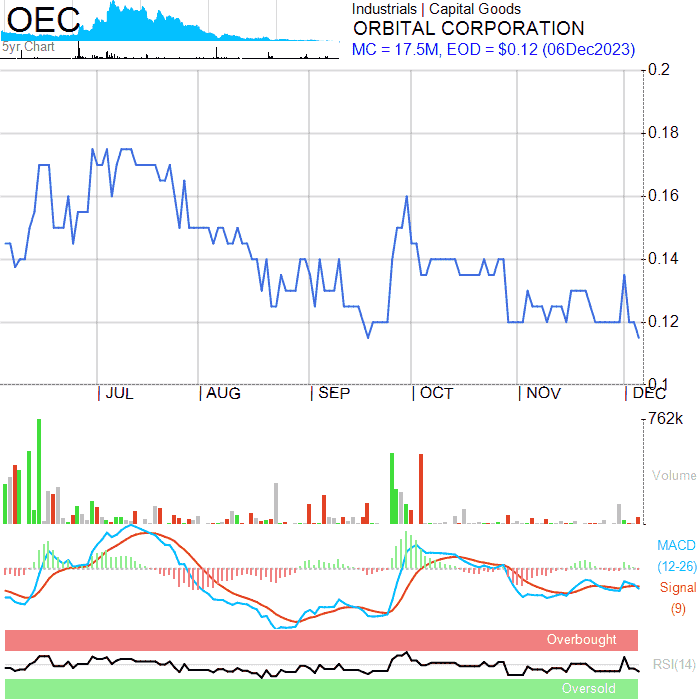 OEC
5yr Chart
Industrials | Capital Goods
ORBITAL CORPORATION
MC = 17.5M, EOD = $0.12 (06Dec2023)
0.2
0.18
0.16
0.14
0.12
0.1
JUL AUG SEP OCT NOV DEC
762k
Volume
MACD
(12-26)
Signal
(9)
Overbought
RSI(14)
Oversold